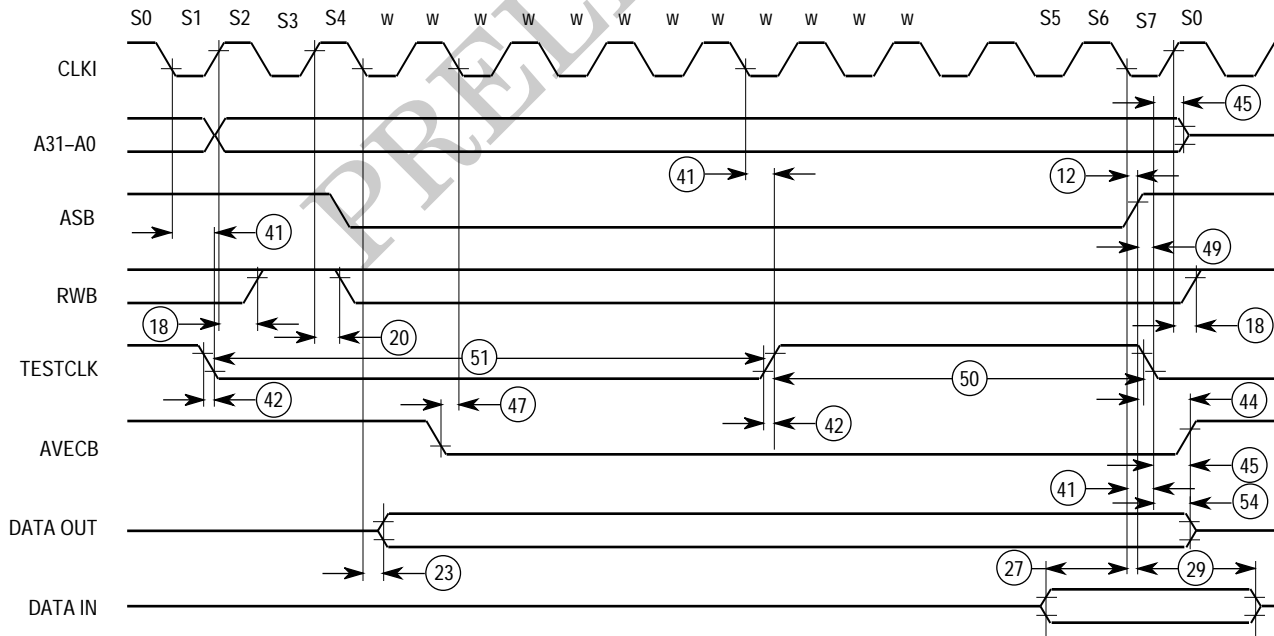 S0 S1 S2 S3 S4 w w w w w w w w w w w w S5 S6 S7 S0
CLKI
45
A31–A0
41 12
ASB
41
49
RWB
18 20 18
51
TESTCLK
50
42 47 42 44
AVECB
45
41
54
DATA OUT
23 27 29
DATA IN
PREL